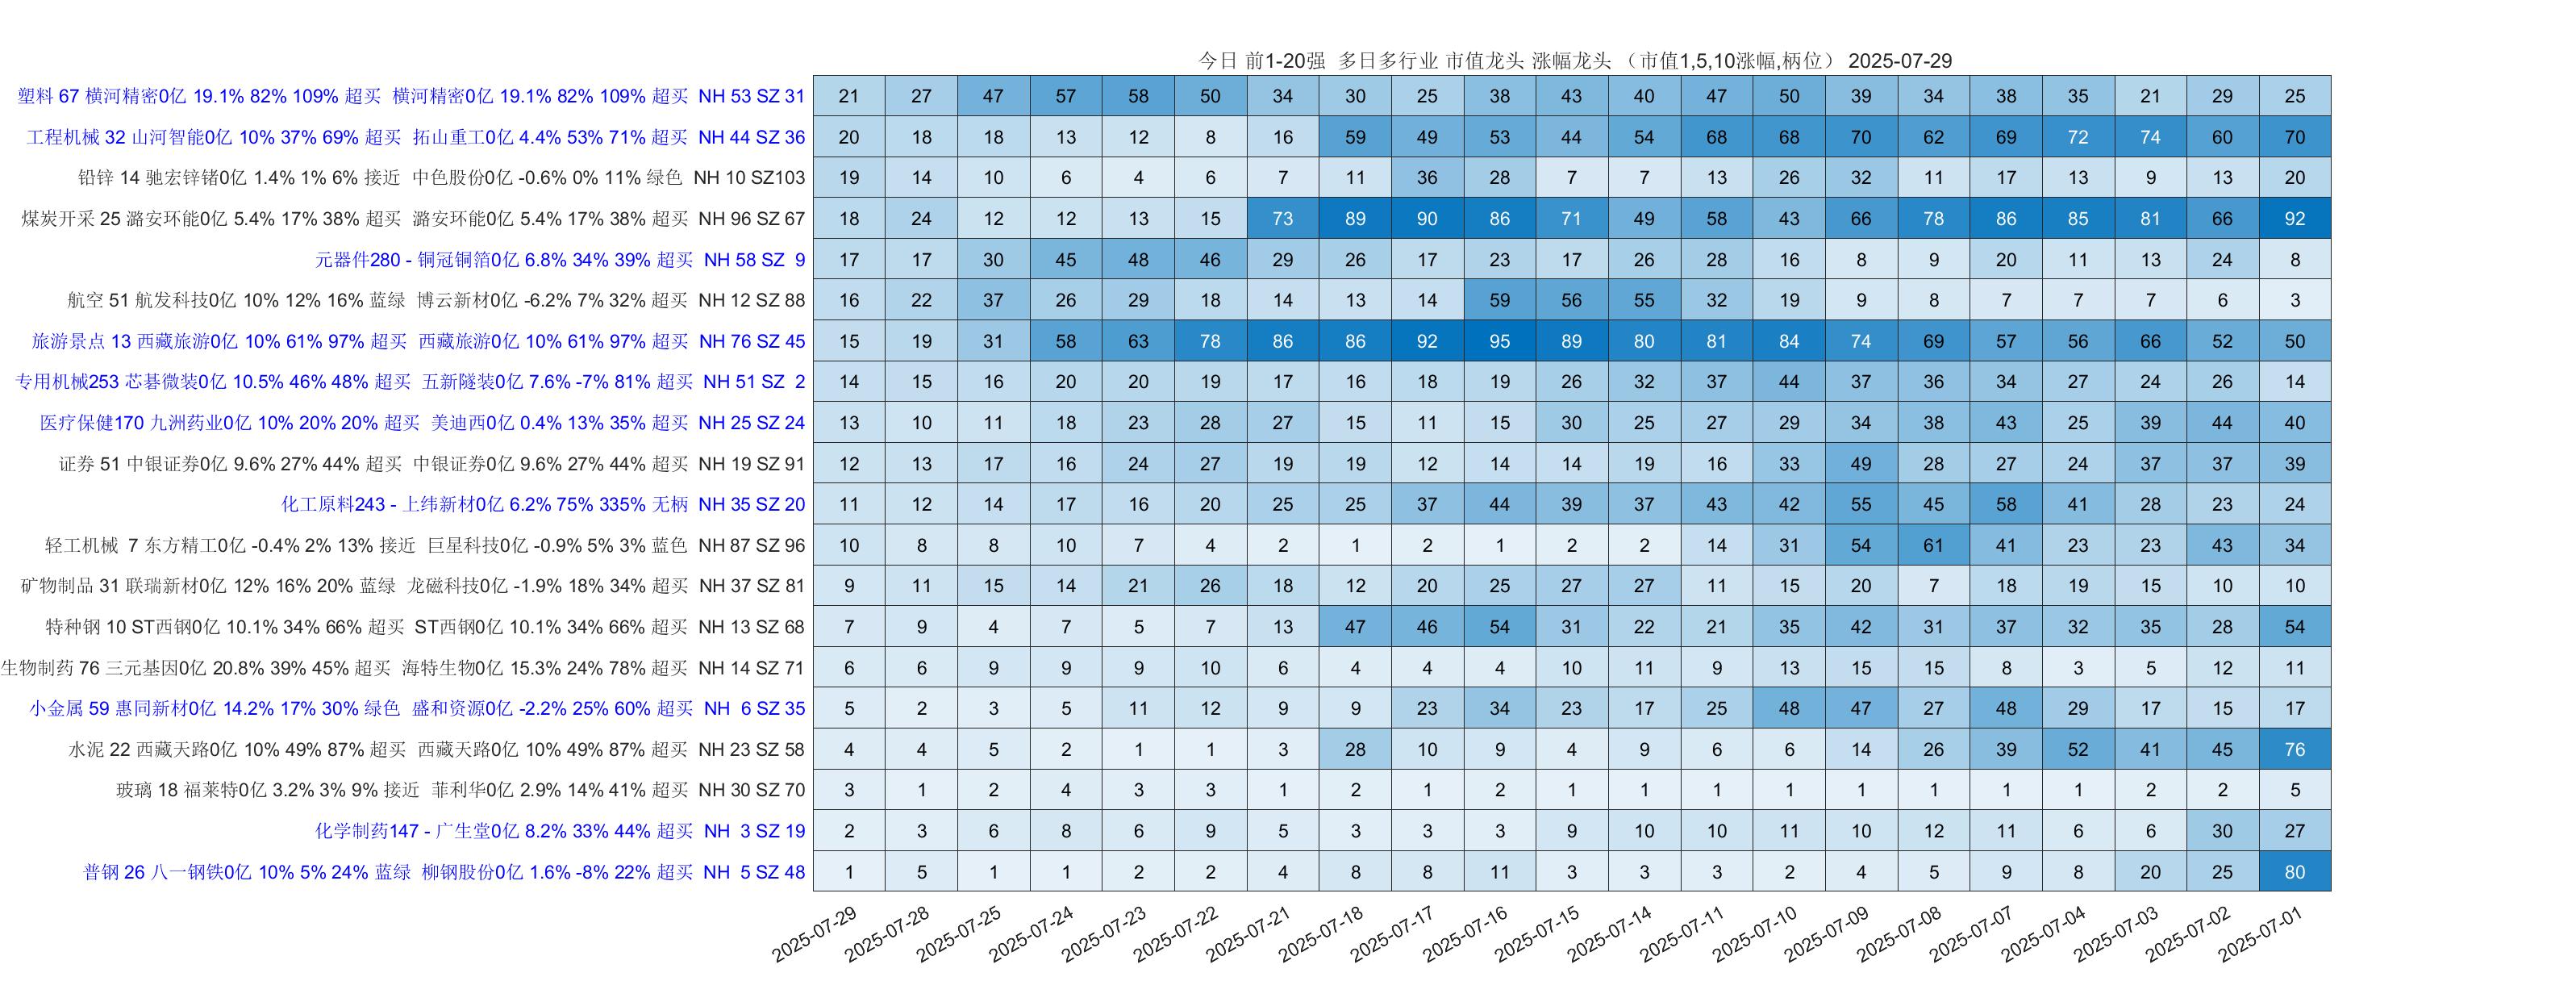 今日 前1-20强 多日多行业 市值龙头 涨幅龙头 （市值1,5,10涨幅,柄位） 2025-07-29
塑料 67 横河精密0亿 19.1% 82% 109% 超买 横河精密0亿 19.1% 82% 109% 超买 NH 53 SZ 31 21 27 47 57 58 50 34 30 25 38 43 40 47 50 39 34 38 35 21 29 25
工程机械 32 山河智能0亿 10% 37% 69% 超买 拓山重工0亿 4.4% 53% 71% 超买 NH 44 SZ 36 20 18 18 13 12 8 16 59 49 53 44 54 68 68 70 62 69 72 74 60 70
铅锌 14 驰宏锌锗0亿 1.4% 1% 6% 接近 中色股份0亿 -0.6% 0% 11% 绿色 NH 10 SZ103 19 14 10 6 4 6 7 11 36 28 7 7 13 26 32 11 17 13 9 13 20
煤炭开采 25 潞安环能0亿 5.4% 17% 38% 超买 潞安环能0亿 5.4% 17% 38% 超买 NH 96 SZ 67 18 24 12 12 13 15 73 89 90 86 71 49 58 43 66 78 86 85 81 66 92
元器件280 - 铜冠铜箔0亿 6.8% 34% 39% 超买 NH 58 SZ 9 17 17 30 45 48 46 29 26 17 23 17 26 28 16 8 9 20 11 13 24 8
航空 51 航发科技0亿 10% 12% 16% 蓝绿 博云新材0亿 -6.2% 7% 32% 超买 NH 12 SZ 88 16 22 37 26 29 18 14 13 14 59 56 55 32 19 9 8 7 7 7 6 3
旅游景点 13 西藏旅游0亿 10% 61% 97% 超买 西藏旅游0亿 10% 61% 97% 超买 NH 76 SZ 45 15 19 31 58 63 78 86 86 92 95 89 80 81 84 74 69 57 56 66 52 50
专用机械253 芯碁微装0亿 10.5% 46% 48% 超买 五新隧装0亿 7.6% -7% 81% 超买 NH 51 SZ 2 14 15 16 20 20 19 17 16 18 19 26 32 37 44 37 36 34 27 24 26 14
医疗保健170 九洲药业0亿 10% 20% 20% 超买 美迪西0亿 0.4% 13% 35% 超买 NH 25 SZ 24 13 10 11 18 23 28 27 15 11 15 30 25 27 29 34 38 43 25 39 44 40
证券 51 中银证券0亿 9.6% 27% 44% 超买 中银证券0亿 9.6% 27% 44% 超买 NH 19 SZ 91 12 13 17 16 24 27 19 19 12 14 14 19 16 33 49 28 27 24 37 37 39
化工原料243 - 上纬新材0亿 6.2% 75% 335% 无柄 NH 35 SZ 20 11 12 14 17 16 20 25 25 37 44 39 37 43 42 55 45 58 41 28 23 24
轻工机械 7 东方精工0亿 -0.4% 2% 13% 接近 巨星科技0亿 -0.9% 5% 3% 蓝色 NH 87 SZ 96 10 8 8 10 7 4 2 1 2 1 2 2 14 31 54 61 41 23 23 43 34
矿物制品 31 联瑞新材0亿 12% 16% 20% 蓝绿 龙磁科技0亿 -1.9% 18% 34% 超买 NH 37 SZ 81 9 11 15 14 21 26 18 12 20 25 27 27 11 15 20 7 18 19 15 10 10
特种钢 10 ST西钢0亿 10.1% 34% 66% 超买 ST西钢0亿 10.1% 34% 66% 超买 NH 13 SZ 68 7 9 4 7 5 7 13 47 46 54 31 22 21 35 42 31 37 32 35 28 54
生物制药 76 三元基因0亿 20.8% 39% 45% 超买 海特生物0亿 15.3% 24% 78% 超买 NH 14 SZ 71 6 6 9 9 9 10 6 4 4 4 10 11 9 13 15 15 8 3 5 12 11
小金属 59 惠同新材0亿 14.2% 17% 30% 绿色 盛和资源0亿 -2.2% 25% 60% 超买 NH 6 SZ 35 5 2 3 5 11 12 9 9 23 34 23 17 25 48 47 27 48 29 17 15 17
水泥 22 西藏天路0亿 10% 49% 87% 超买 西藏天路0亿 10% 49% 87% 超买 NH 23 SZ 58 4 4 5 2 1 1 3 28 10 9 4 9 6 6 14 26 39 52 41 45 76
玻璃 18 福莱特0亿 3.2% 3% 9% 接近 菲利华0亿 2.9% 14% 41% 超买 NH 30 SZ 70 3 1 2 4 3 3 1 2 1 2 1 1 1 1 1 1 1 1 2 2 5
化学制药147 - 广生堂0亿 8.2% 33% 44% 超买 NH 3 SZ 19 2 3 6 8 6 9 5 3 3 3 9 10 10 11 10 12 11 6 6 30 27
普钢 26 八一钢铁0亿 10% 5% 24% 蓝绿 柳钢股份0亿 1.6% -8% 22% 超买 NH 5 SZ 48 1 5 1 1 2 2 4 8 8 11 3 3 3 2 4 5 9 8 20 25 80
2025-07-29 2025-07-28 2025-07-25 2025-07-24 2025-07-23 2025-07-22 2025-07-21 2025-07-18 2025-07-17 2025-07-16 2025-07-15 2025-07-14 2025-07-11 2025-07-10 2025-07-09 2025-07-08 2025-07-07 2025-07-04 2025-07-03 2025-07-02 2025-07-01